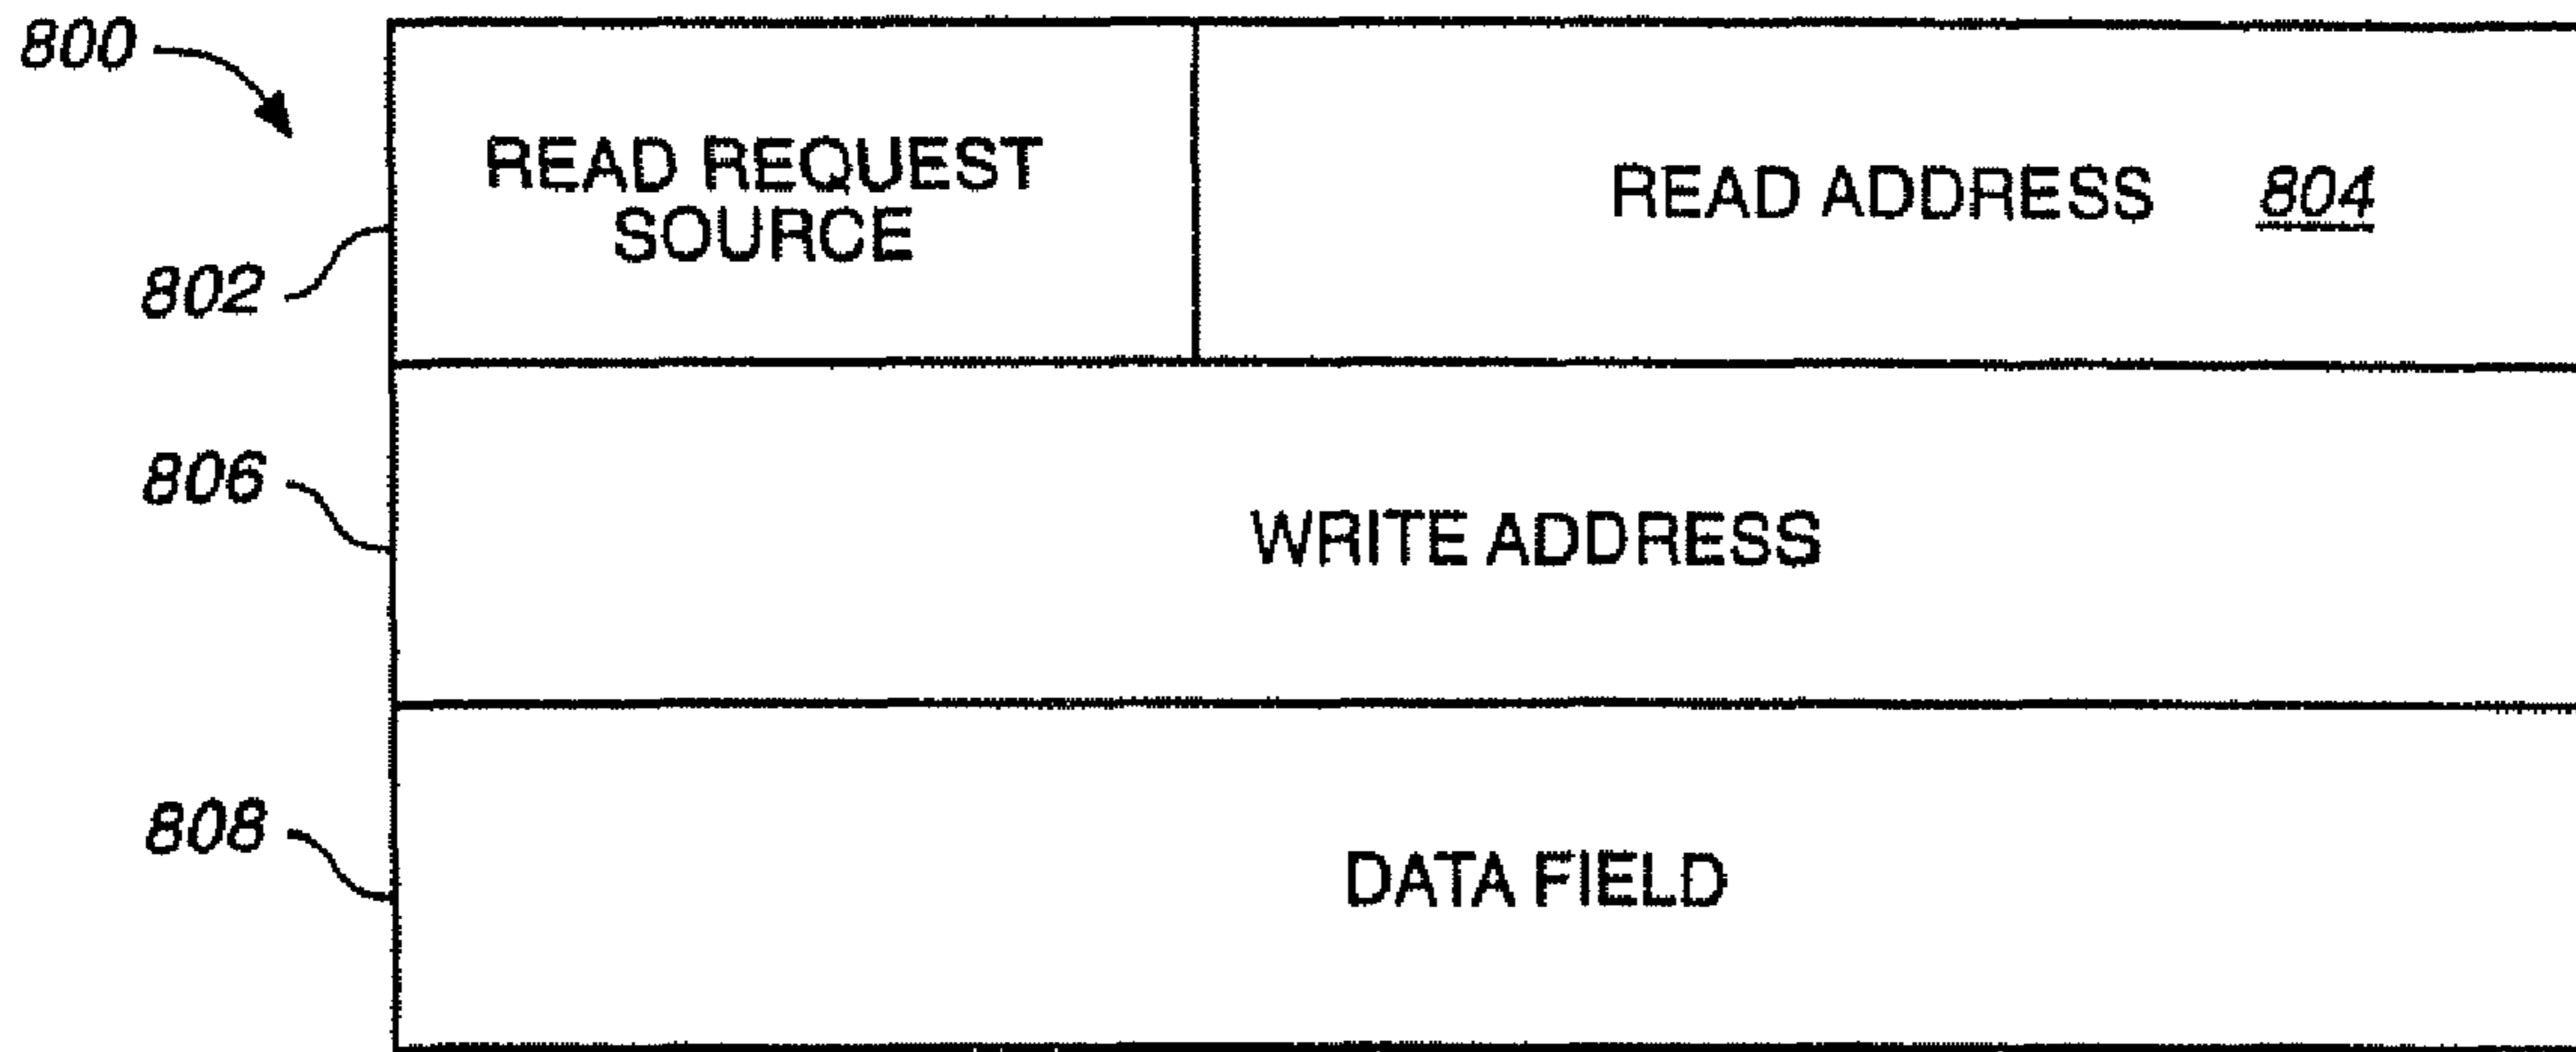 800
READ REQUEST
SOURCE
READ ADDRESS 804
802
806
WRITE ADDRESS
808
DATA FIELD